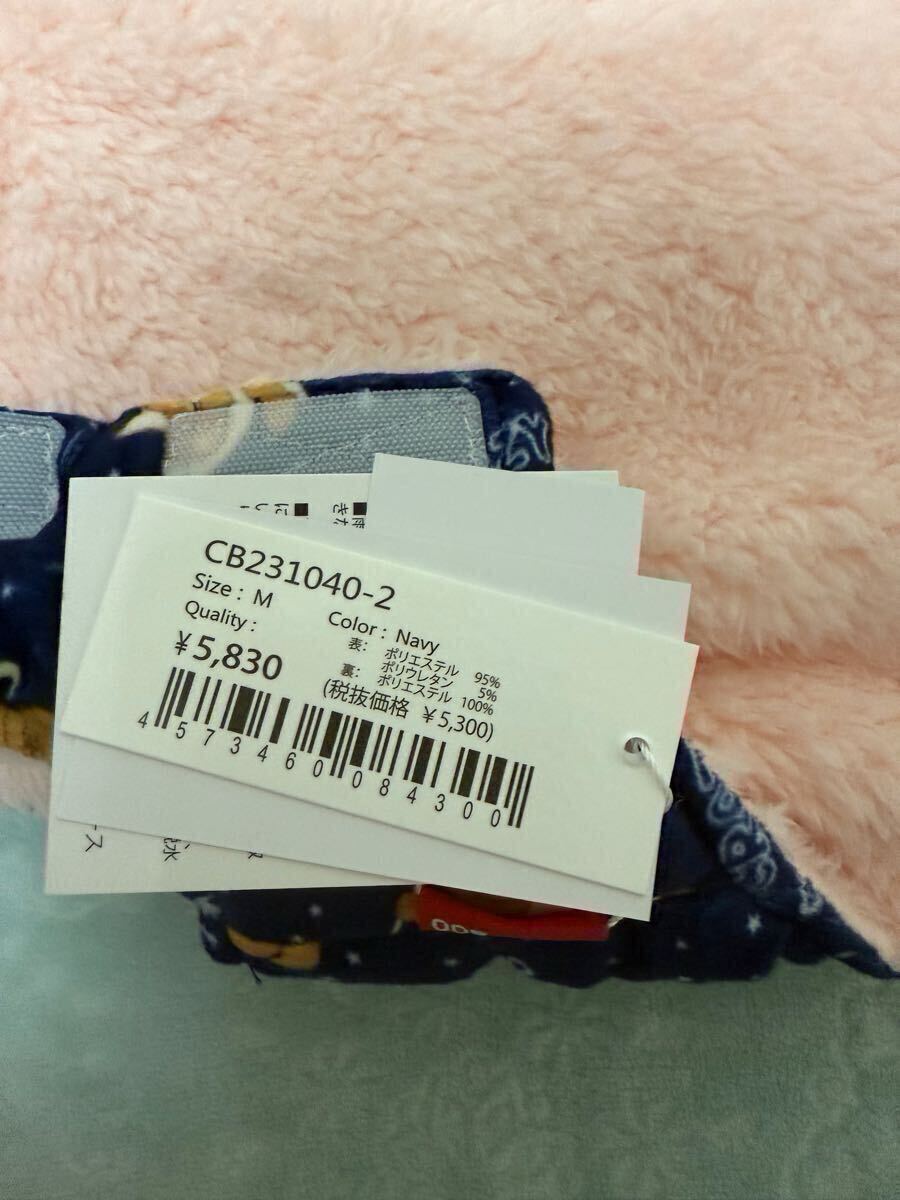 CB231040-2
Size : M
Color : Navy
Quality :
表: ポリエステル 95%
ポリウレタン 5%
裏: ポリエステル 100%
¥5,830
(税抜価格 ¥5,300)
4573460084300